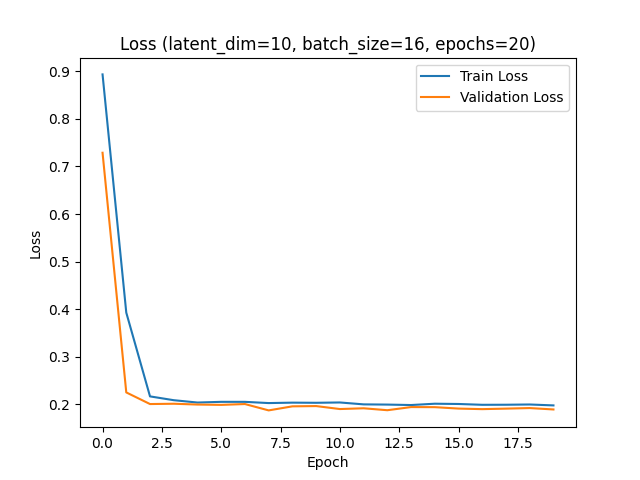 Loss (latent_dim=10, batch_size=16, epochs=20)
Train Loss
Validation Loss
0.9
0.8
0.7
0.6
0.5
0.4
0.3
0.2
Loss
0.0 2.5 5.0 7.5 10.0 12.5 15.0 17.5
Epoch